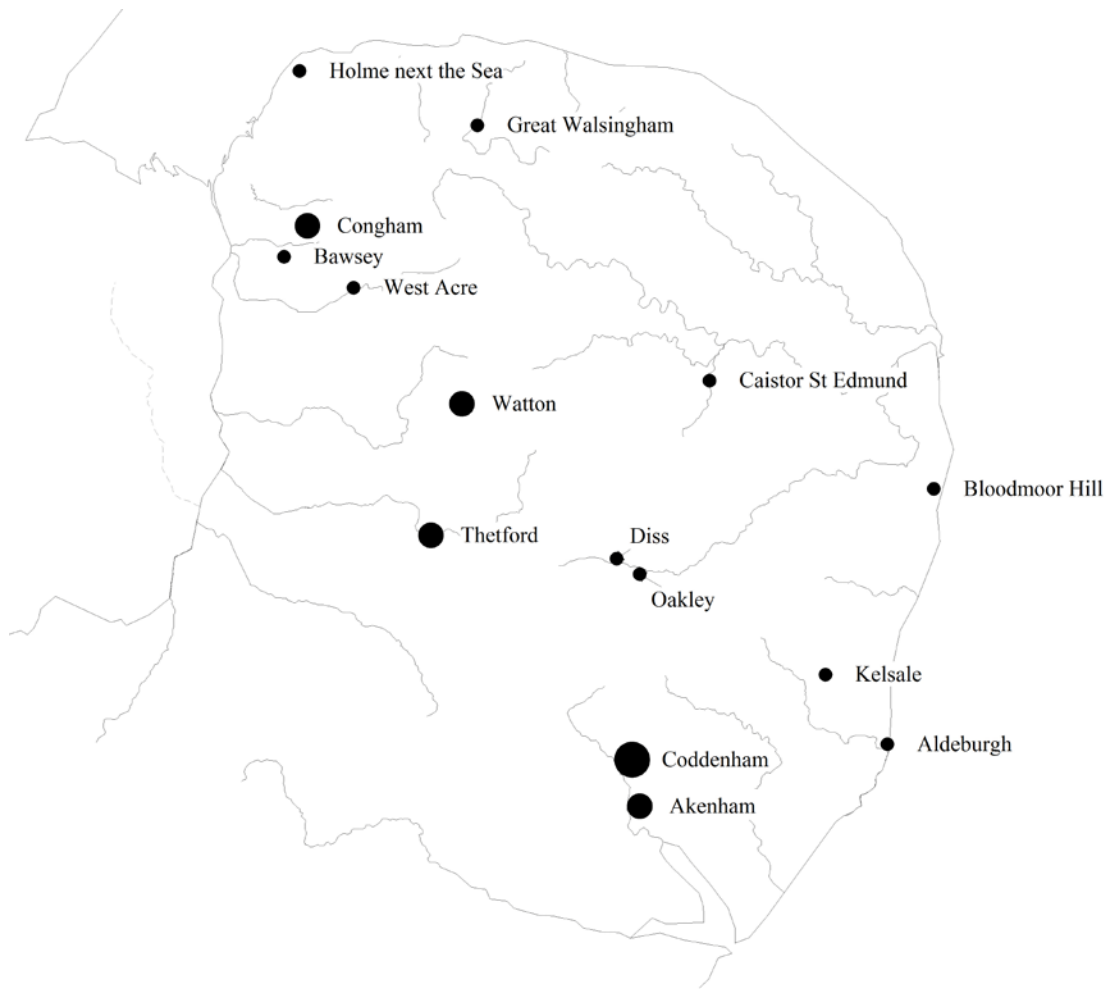 Holme next the Sea
Great Walsingham
Congham
Bawsey
West Acre
Caistor St Edmund
Watton
Bloodmoor Hill
Thetford
Diss
Oakley
Kelsale
Aldeburgh
Coddenham
Akenham